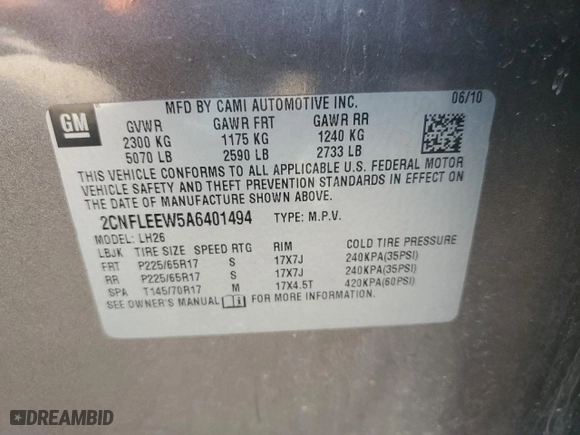 MFD BY CAMI AUTOMOTIVE INC. 06/10
GM
GVWR GAWR FRT GAWR RR
2300 KG 1175 KG 1240 KG
5070 LB 2590 LB 2733 LB
THIS VEHICLE CONFORMS TO ALL APPLICABLE U.S. FEDERAL MOTOR
VEHICLE SAFETY AND THEFT PREVENTION STANDARDS IN EFFECT ON
THE DATE OF MANUFACTURE SHOWN ABOVE.
2CNFLEEW5A6401494 TYPE: M.P.V.
MODEL: LH26
LBJK TIRE SIZE SPEED RTG RIM COLD TIRE PRESSURE
FRT P225/65R17 S 17X7J 240KPA(35PSI)
RR P225/65R17 S 17X7J 240KPA(35PSI)
SPA T145/70R17 M 17X4.5T 420KPA(60PSI)
SEE OWNER'S MANUAL i FOR MORE INFORMATION.
DREAMBID